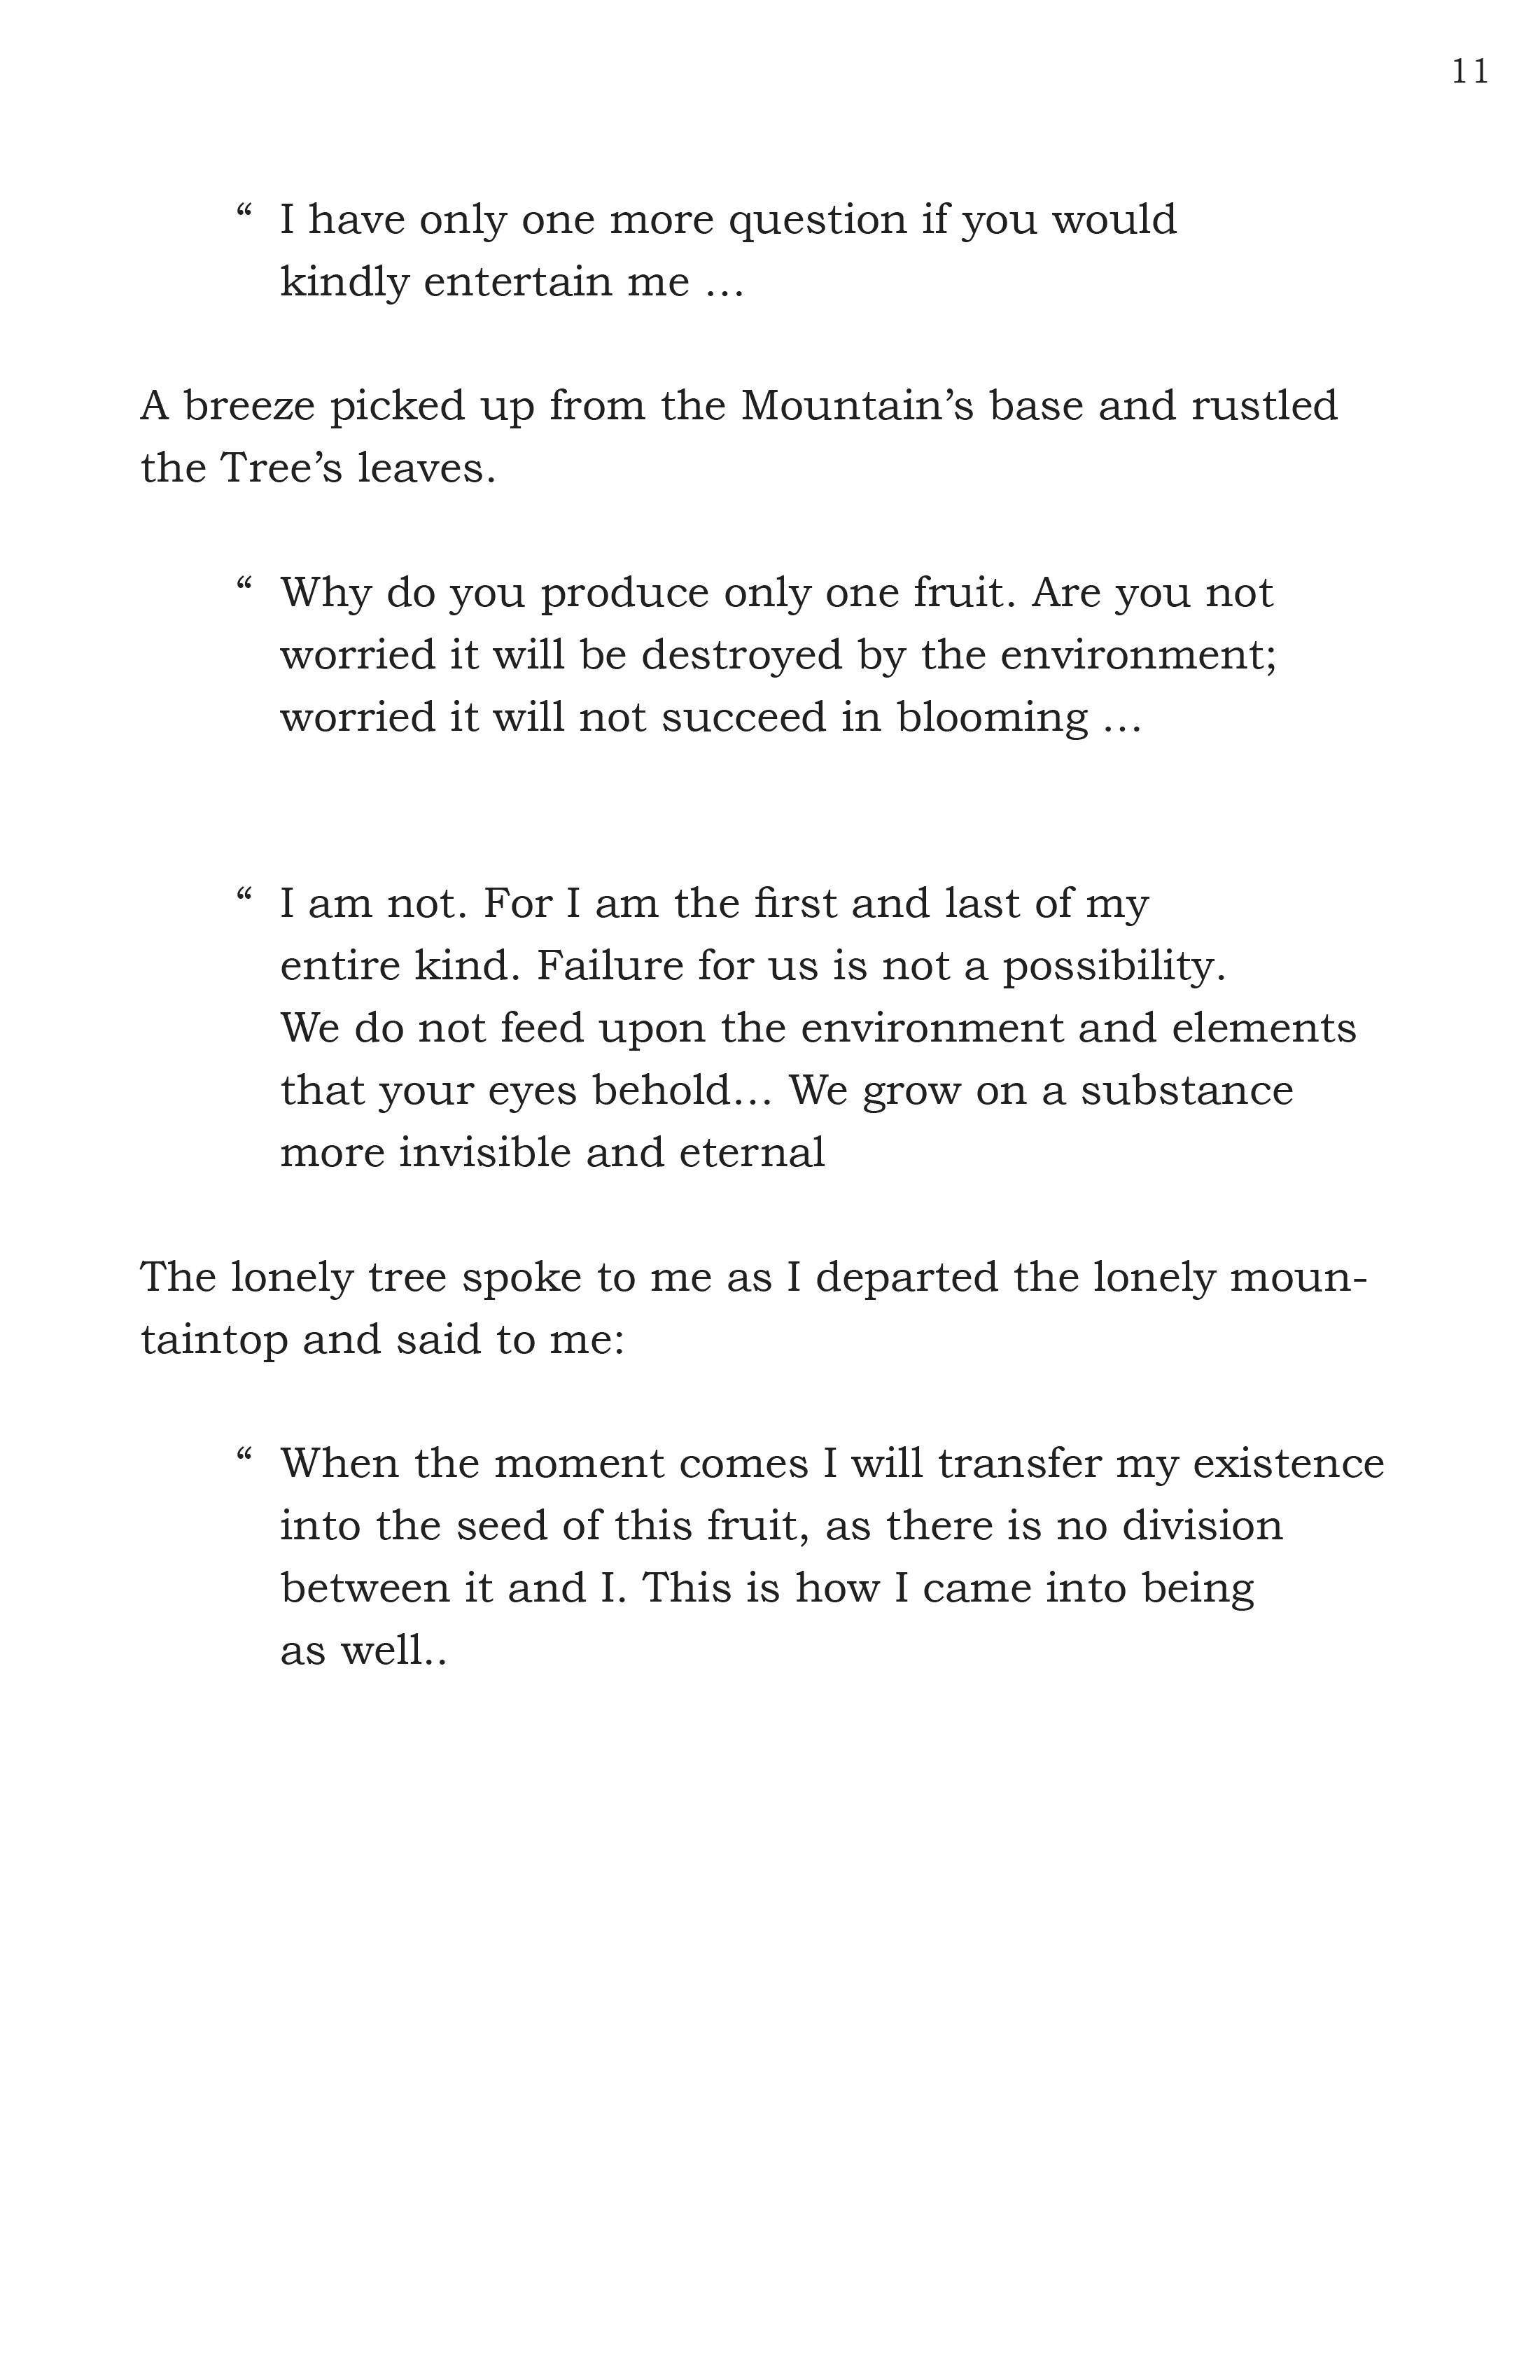 11
“ I have only one more question if you would
kindly entertain me ...
A breeze picked up from the Mountain’s base and rustled
the Tree’s leaves.
“ Why do you produce only one fruit. Are you not
worried it will be destroyed by the environment;
worried it will not succeed in blooming ...
“ I am not. For I am the first and last of my
entire kind. Failure for us is not a possibility.
We do not feed upon the environment and elements
that your eyes behold... We grow on a substance
more invisible and eternal
The lonely tree spoke to me as I departed the lonely moun-
taintop and said to me:
“ When the moment comes I will transfer my existence
into the seed of this fruit, as there is no division
between it and I. This is how I came into being
as well..